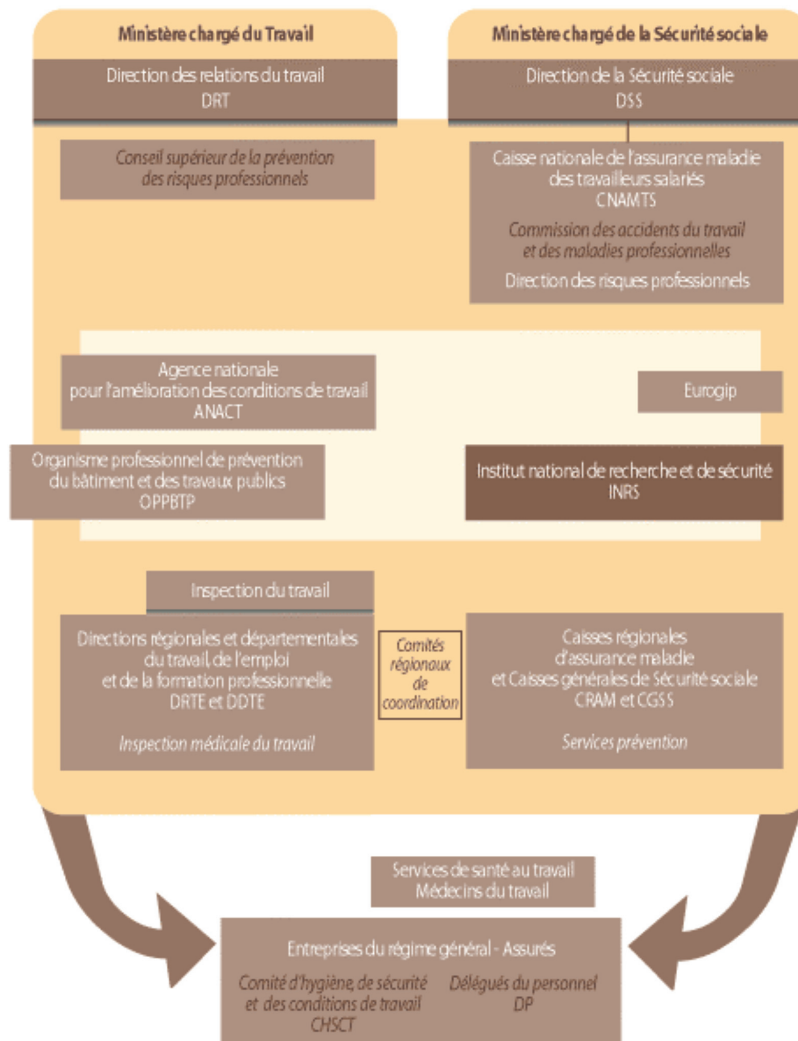 Ministère chargé du Travail
Direction des relations du travail
DRT
Conseil supérieur de la prévention
des risques professionnels
Ministère chargé de la Sécurité sociale
Direction de la Sécurité sociale
DSS
Caisse nationale de l'assurance maladie
des travailleurs salariés
CNAMTS
Commission des accidents du travail
et des maladies professionnelles
Direction des risques professionnels
Agence nationale
pour l'amélioration des conditions de travail
ANACT
Eurogip
Organisme professionnel de prévention
du bâtiment et des travaux publics
OPPBTP
Institut national de recherche et de sécurité
INRS
Inspection du travail
Directions régionales et départementales
du travail, de l'emploi
et de la formation professionnelle
DRTE et DDTE
Inspection médicale du travail
Comités
régionaux
de
coordination
Caisses régionales
d'assurance maladie
et Caisses générales de Sécurité sociale
CRAM et CGSS
Services prévention
Services de santé au travail
Médecins du travail
Entreprises du régime général - Assurés
Comité d'hygiène, de sécurité
et des conditions de travail
CHSCT
Délégués du personnel
DP